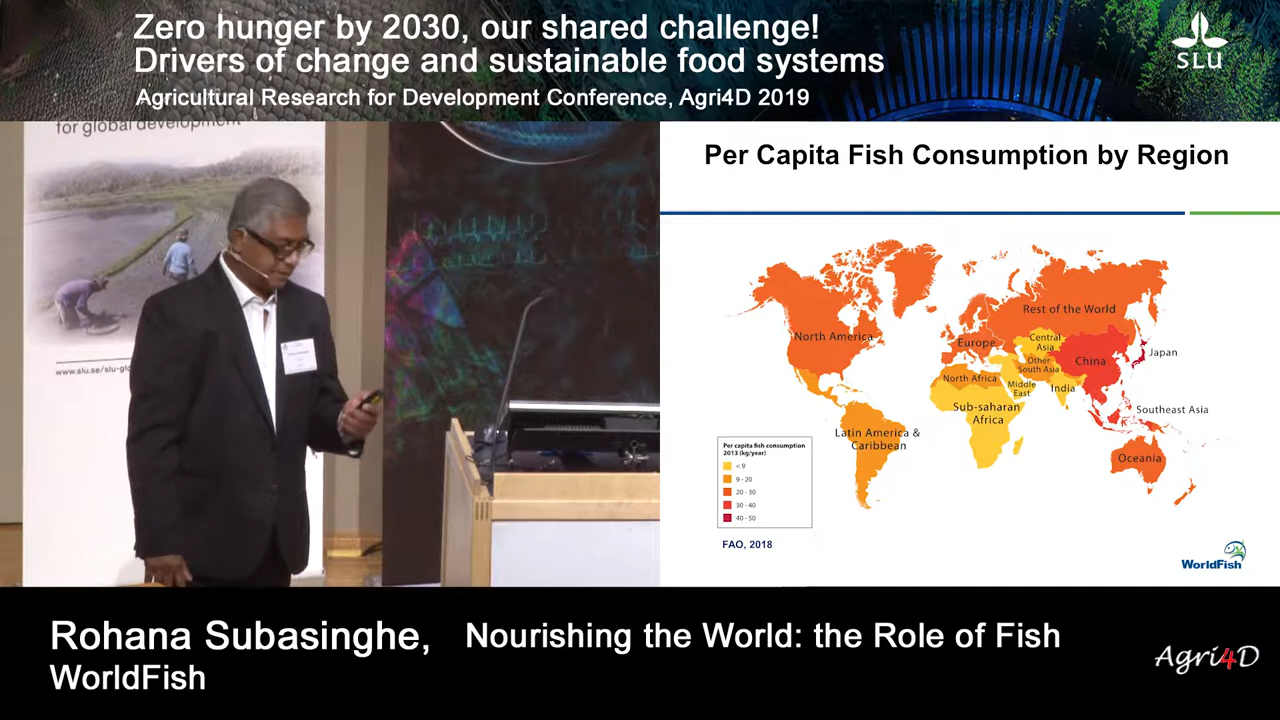 Zero hunger by 2030, our shared challenge!
Drivers of change and sustainable food systems
Agricultural Research for Development Conference, Agri4D 2019
SLU
for global development
www.slu.se/slu-glo
Per Capita Fish Consumption by Region
North America
Rest of the World
Europe
Central
Asia
China
Japan
Other
South Asia
North Africa
Middle
East
India
Sub-saharan
Africa
Southeast Asia
Latin America &
Caribbean
Oceania
Per capita fish consumption
2013 (kg/year)
< 9
9 - 20
20 - 30
30 - 40
40 - 50
FAO, 2018
WorldFish
Rohana Subasinghe,
WorldFish
Nourishing the World: the Role of Fish
Agri4D